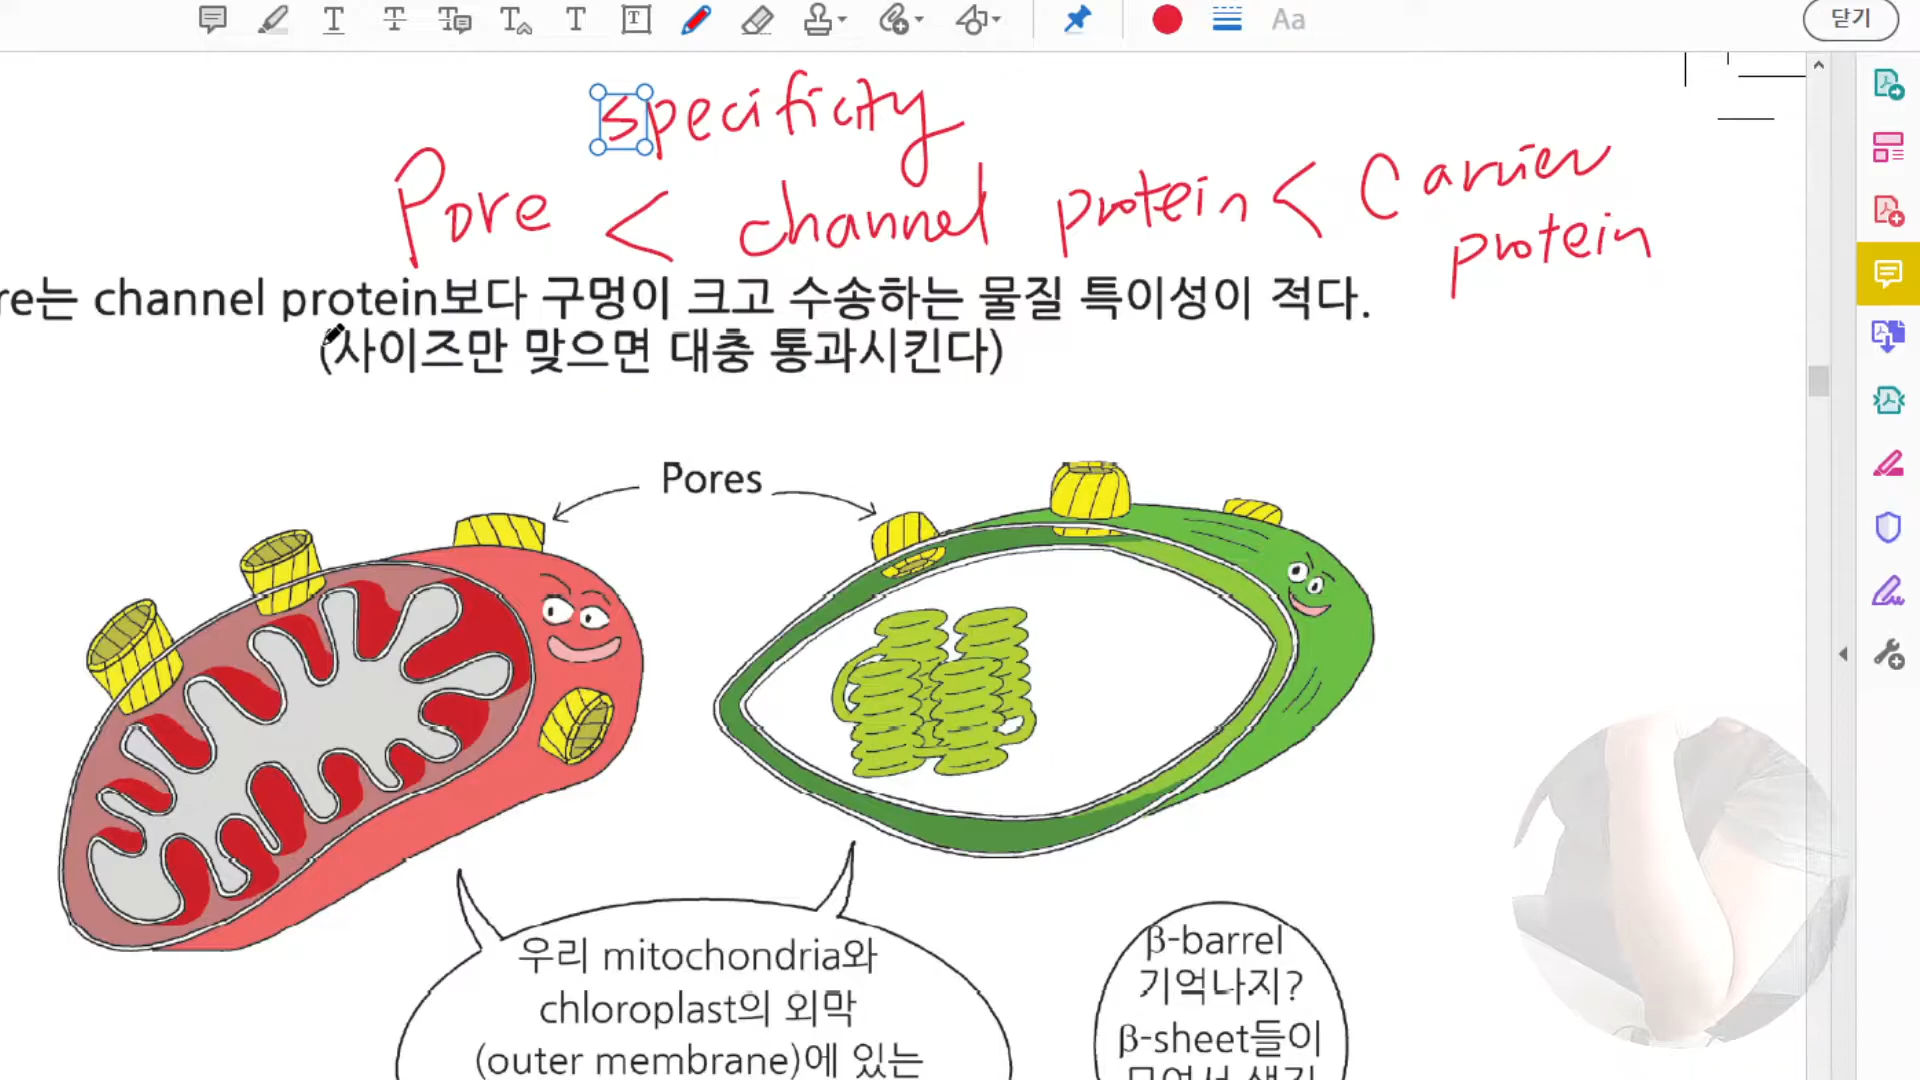 닫기
Aa
specificity
Pore < channel protein < Carrier protein
re는 channel protein보다 구멍이 크고 수송하는 물질 특이성이 적다.
(사이즈만 맞으면 대충 통과시킨다)
Pores
우리 mitochondria와
chloroplast의 외막
(outer membrane)에 있는
β-barrel
기억나지?
β-sheet들이